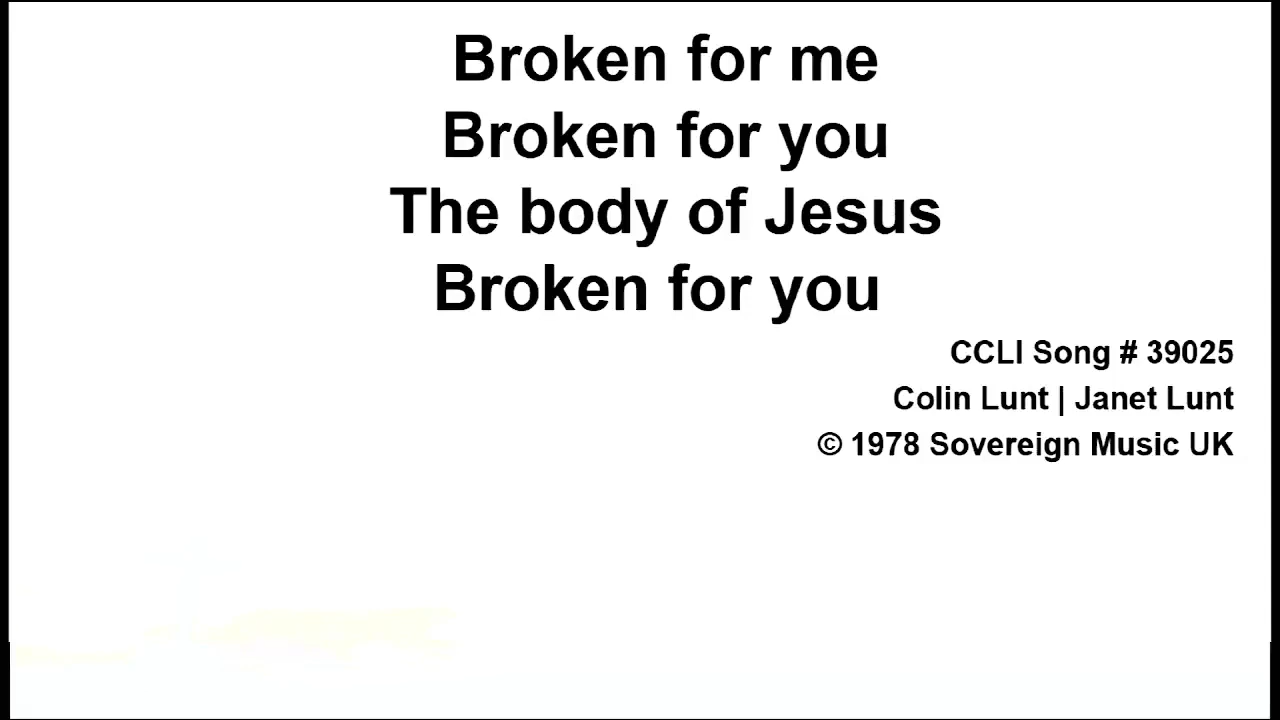 Broken for me
Broken for you
The body of Jesus
Broken for you
CCLI Song # 39025
Colin Lunt | Janet Lunt
© 1978 Sovereign Music UK